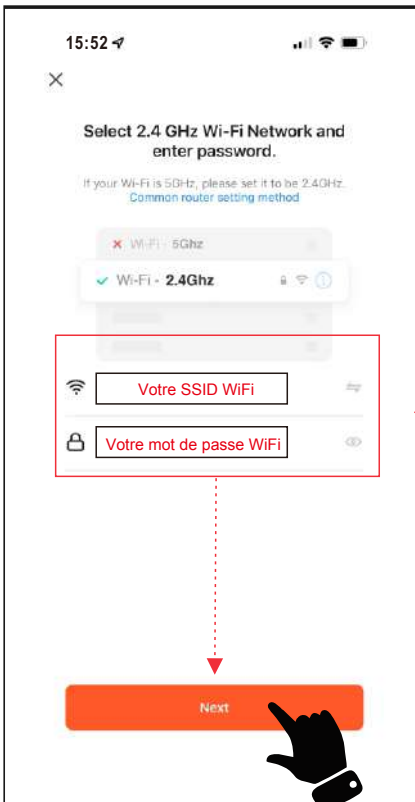 15:52
Select 2.4 GHz Wi-Fi Network and
enter password.
If your Wi-Fi is 5GHz, please set it to be 2.4GHz.
Common router setting method
Wi-Fi - 5Ghz
Wi-Fi - 2.4Ghz
Votre SSID WiFi
Votre mot de passe WiFi
Next